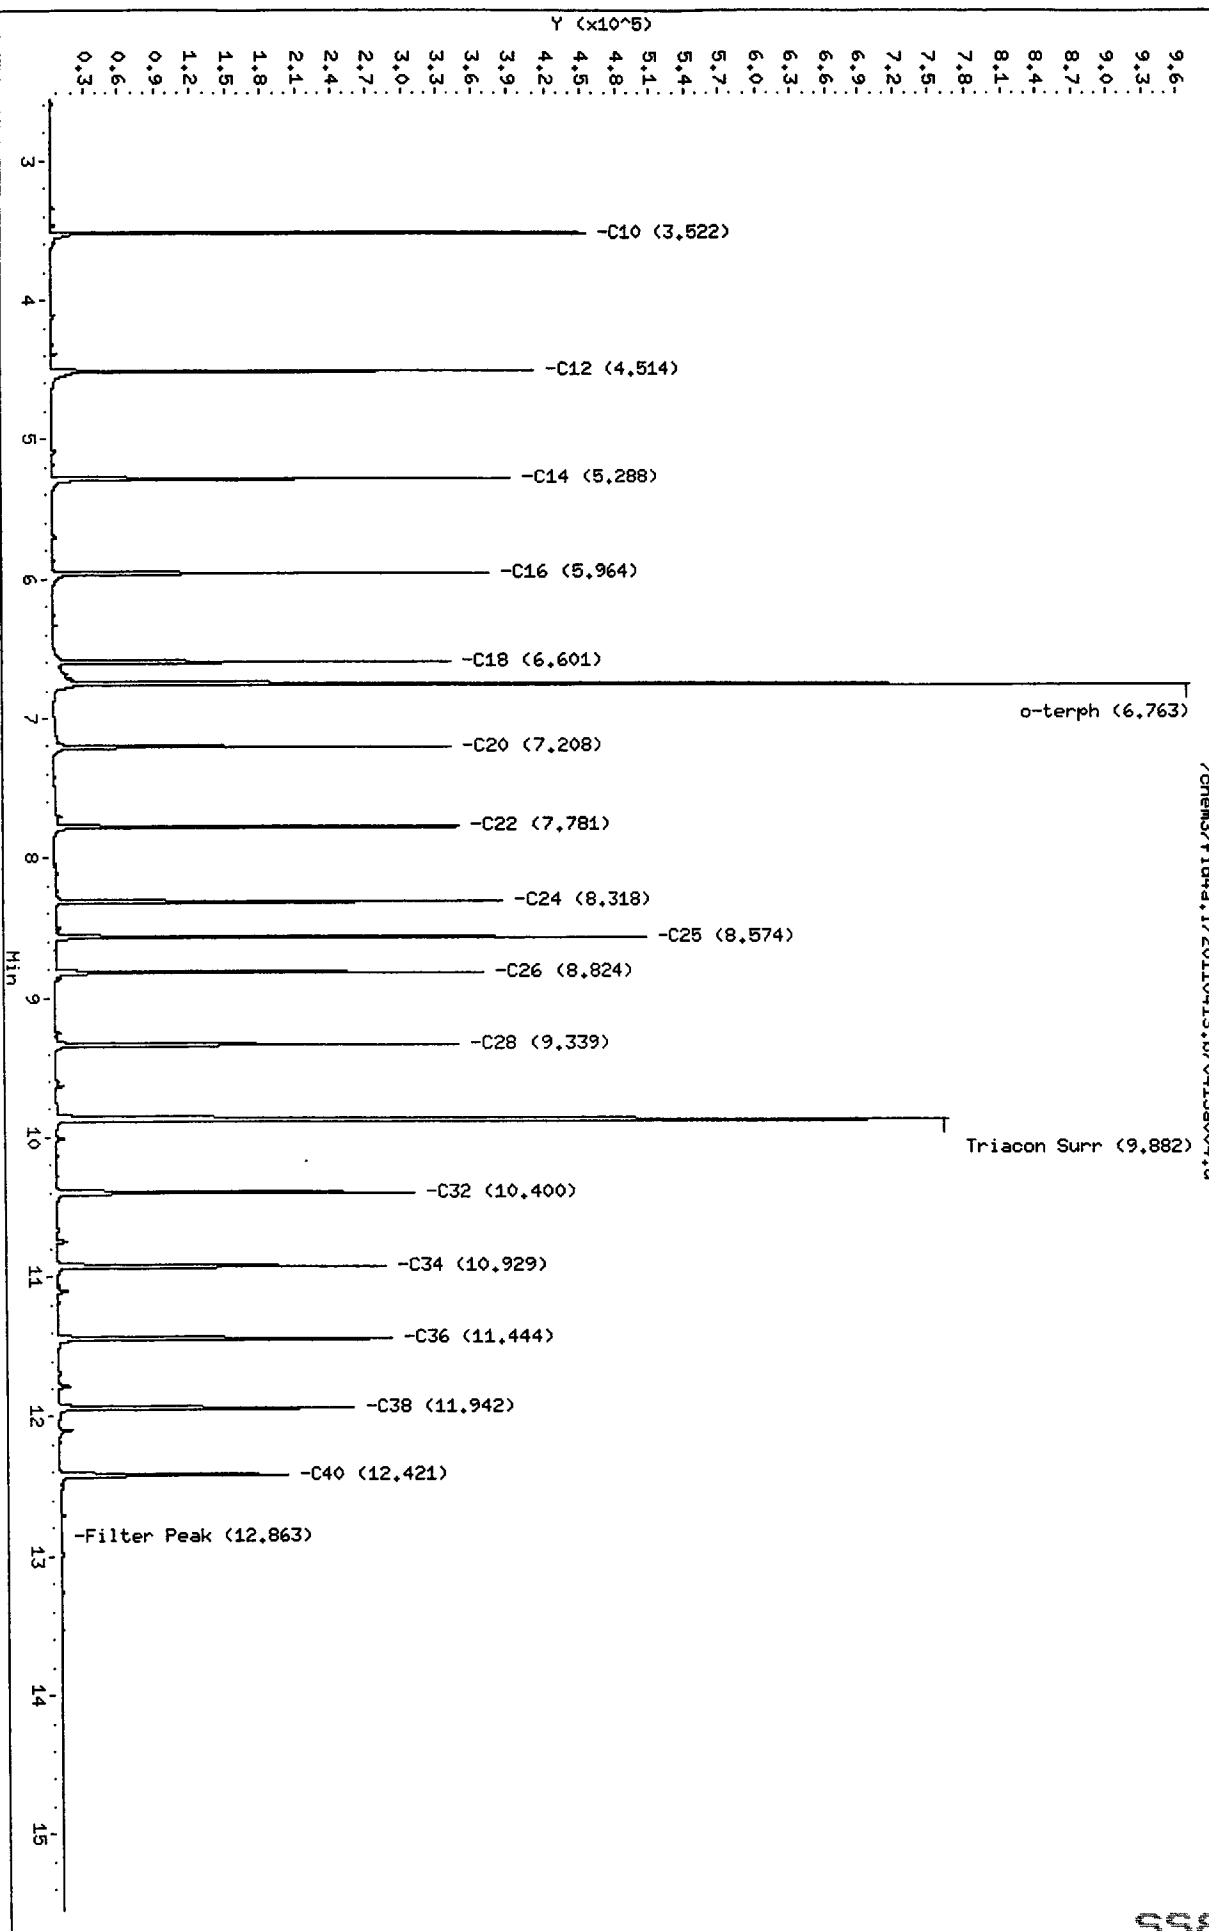 Y (x10^5)
0.3
0.6
0.9
1.2
1.5
1.8
2.1
2.4
2.7
3.0
3.3
3.6
3.9
4.2
4.5
4.8
5.1
5.4
5.7
6.0
6.3
6.6
6.9
7.2
7.5
7.8
8.1
8.4
8.7
9.0
9.3
9.6
3
4
5
6
7
8
9
10
11
12
13
14
15
Min
-C10 (3.522)
-C12 (4.514)
-C14 (5.288)
-C16 (5.964)
-C18 (6.601)
o-terph (6.763)
-C20 (7.208)
-C22 (7.781)
-C24 (8.318)
-C25 (8.574)
-C26 (8.824)
-C28 (9.339)
Triacon Surr (9.882)
-C32 (10.400)
-C34 (10.929)
-C36 (11.444)
-C38 (11.942)
-C40 (12.421)
-Filter Peak (12.863)